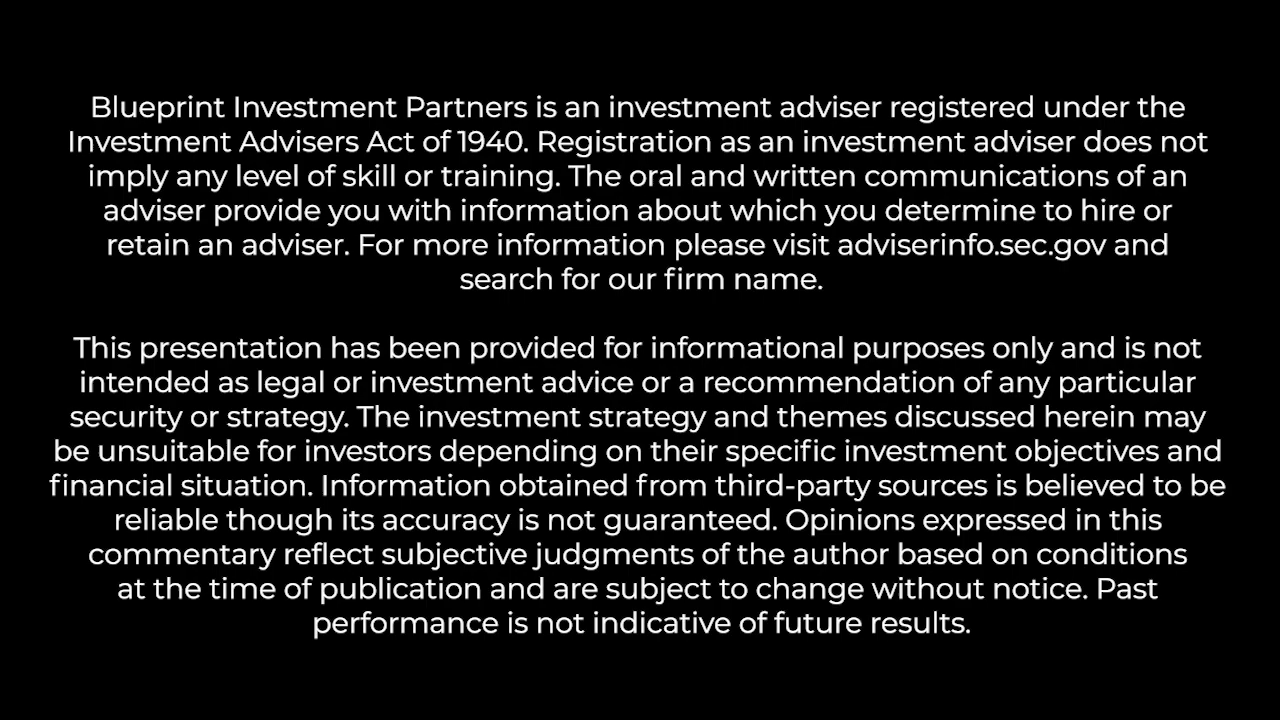 Blueprint Investment Partners is an investment adviser registered under the
Investment Advisers Act of 1940. Registration as an investment adviser does not
imply any level of skill or training. The oral and written communications of an
adviser provide you with information about which you determine to hire or
retain an adviser. For more information please visit adviserinfo.sec.gov and
search for our firm name.
This presentation has been provided for informational purposes only and is not
intended as legal or investment advice or a recommendation of any particular
security or strategy. The investment strategy and themes discussed herein may
be unsuitable for investors depending on their specific investment objectives and
financial situation. Information obtained from third-party sources is believed to be
reliable though its accuracy is not guaranteed. Opinions expressed in this
commentary reflect subjective judgments of the author based on conditions
at the time of publication and are subject to change without notice. Past
performance is not indicative of future results.